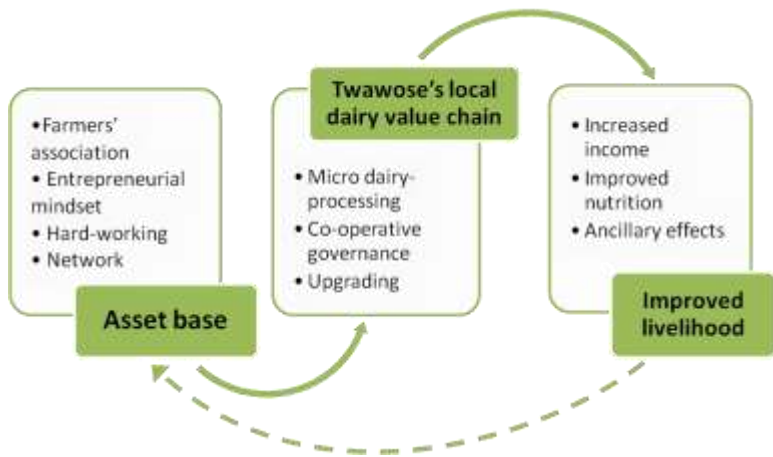 •Farmers'
association
• Entrepreneurial
mindset
• Hard-working
• Network
Asset base
Twawose's local
dairy value chain
• Micro dairy-
processing
• Co-operative
governance
• Upgrading
• Increased
income
• Improved
nutrition
• Ancillary effects
Improved
livelihood